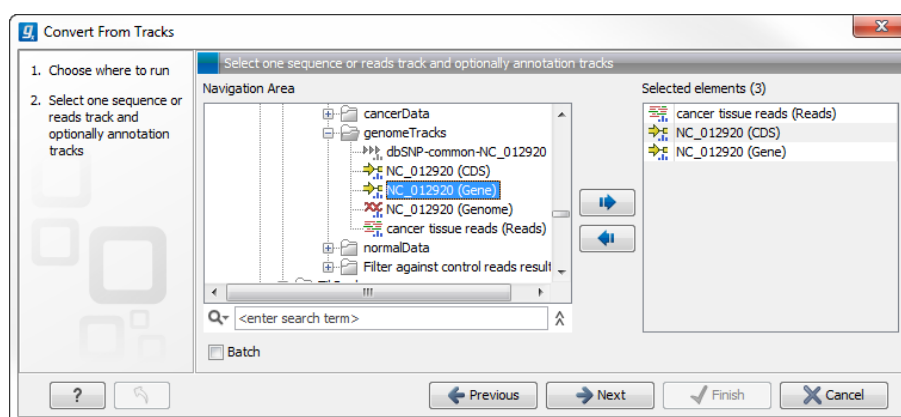 Convert From Tracks
1. Choose where to run
2. Select one sequence or
reads track and
optionally annotation
tracks
Select one sequence or reads track and optionally annotation tracks
Navigation Area
cancerData
genomeTracks
dbSNP-common-NC_012920
NC_012920 (CDS)
NC_012920 (Gene)
NC_012920 (Genome)
cancer tissue reads (Reads)
normalData
Filter against control reads result
<enter search term>
Batch
Selected elements (3)
cancer tissue reads (Reads)
NC_012920 (CDS)
NC_012920 (Gene)
?
Previous
Next
Finish
Cancel